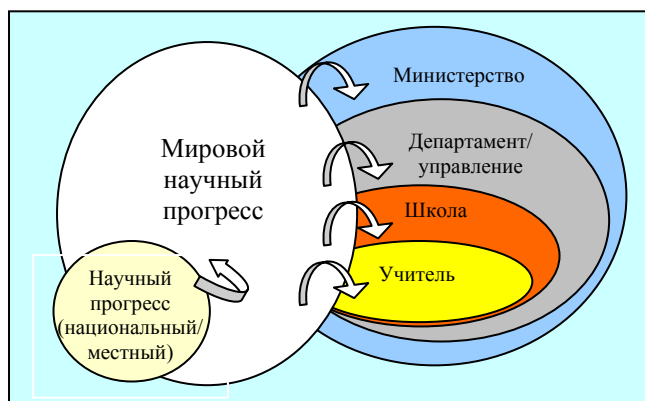 Министерство
Департамент/
управление
Мировой
научный
прогресс
Школа
Учитель
Научный
прогресс
(национальный/
местный)